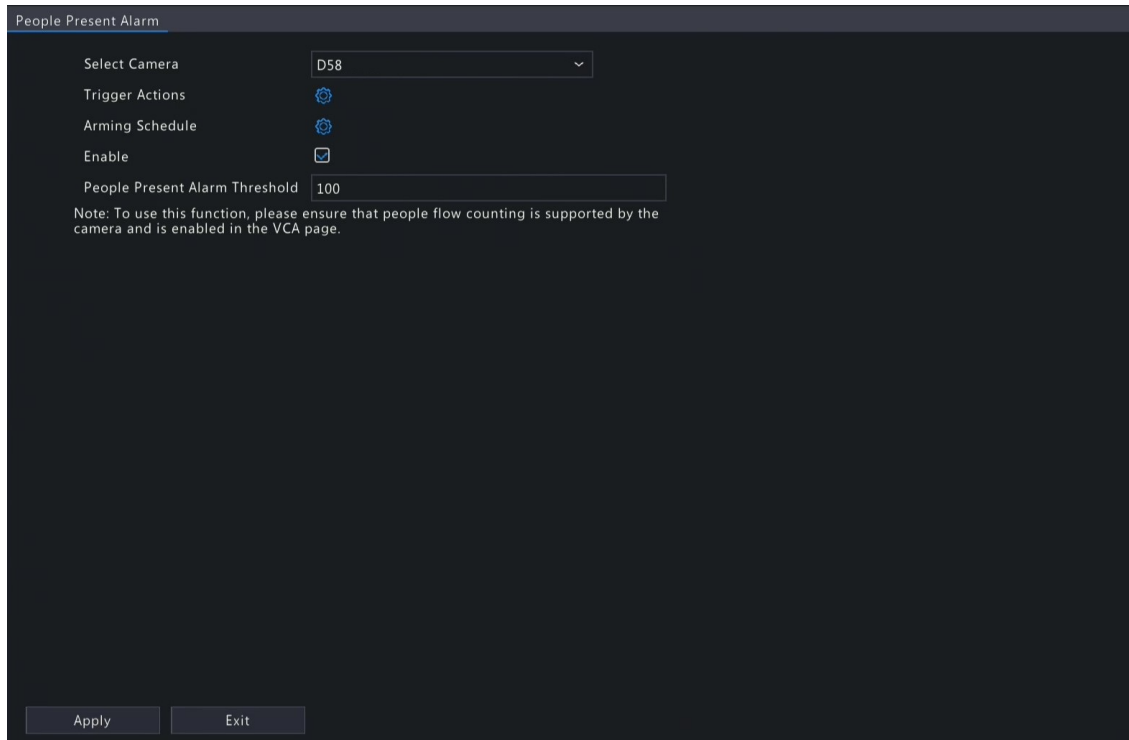 People Present Alarm
Select Camera D58
Trigger Actions
Arming Schedule
Enable
People Present Alarm Threshold 100
Note: To use this function, please ensure that people flow counting is supported by the
camera and is enabled in the VCA page.
Apply Exit